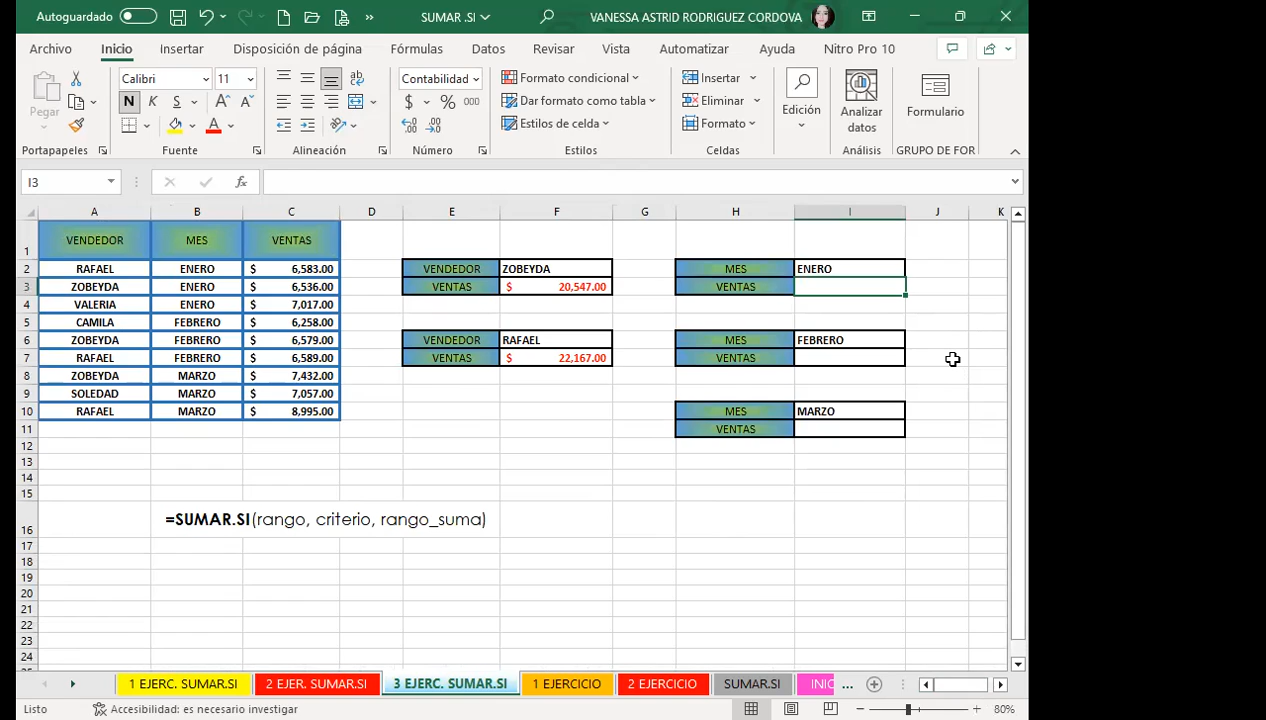 Autoguardado
SUMAR .SI
VANESSA ASTRID RODRIGUEZ CORDOVA
Archivo Inicio Insertar Disposición de página Fórmulas Datos Revisar Vista Automatizar Ayuda Nitro Pro 10
Pegar
Calibri 11
N K S
Contabilidad
$ % 000
Formato condicional
Dar formato como tabla
Estilos de celda
Insertar
Eliminar
Formato
Edición
Analizar datos
Formulario
Portapapeles Fuente Alineación Número Estilos Celdas Análisis GRUPO DE FOR
I3 fx
A B C D E F G H I J K
1 VENDEDOR MES VENTAS
2 RAFAEL ENERO $ 6,583.00 VENDEDOR ZOBEYDA MES ENERO
3 ZOBEYDA ENERO $ 6,536.00 VENTAS $ 20,547.00 VENTAS
4 VALERIA ENERO $ 7,017.00
5 CAMILA FEBRERO $ 6,258.00
6 ZOBEYDA FEBRERO $ 6,579.00 VENDEDOR RAFAEL MES FEBRERO
7 RAFAEL FEBRERO $ 6,589.00 VENTAS $ 22,167.00 VENTAS
8 ZOBEYDA MARZO $ 7,432.00
9 SOLEDAD MARZO $ 7,057.00
10 RAFAEL MARZO $ 8,995.00 MES MARZO
11 VENTAS
12
13
14
15
16 =SUMAR.SI(rango, criterio, rango_suma)
17
18
19
20
21
22
23
24
1 EJERC. SUMAR.SI 2 EJER. SUMAR.SI 3 EJERC. SUMAR.SI 1 EJERCICIO 2 EJERCICIO SUMAR.SI INIC ...
Listo Accesibilidad: es necesario investigar 80%